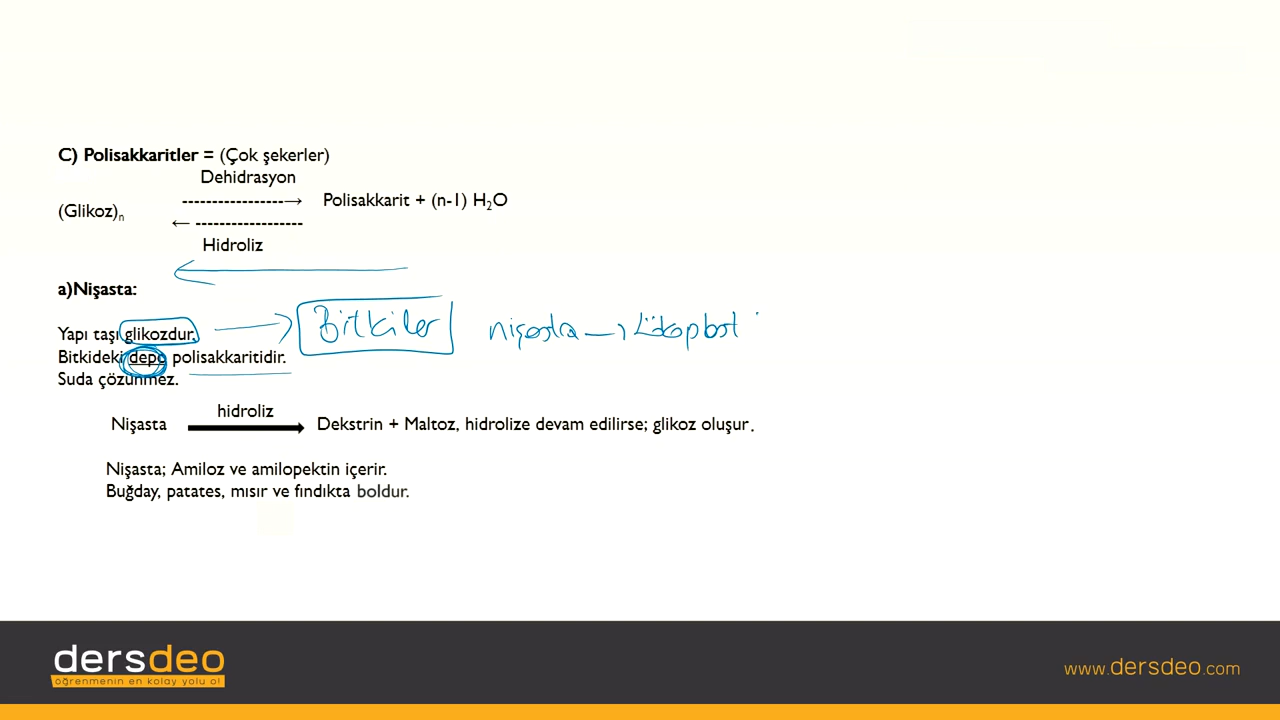 C) Polisakkaritler = (Çok şekerler)
Dehidrasyon
-----------------→ Polisakkarit + (n-1) H₂O
(Glikoz)ₙ
← ------------------
Hidroliz
a)Nişasta:
Yapı taşı glikozdur. → Bitkiler nişasta → Lökoplast
Bitkideki depo polisakkaritidir.
Suda çözünmez.
hidroliz
Nişasta → Dekstrin + Maltoz, hidrolize devam edilirse; glikoz oluşur.
Nişasta; Amiloz ve amilopektin içerir.
Buğday, patates, mısır ve fındıkta boldur.
dersdeo
öğrenmenin en kolay yolu o!
www.dersdeo.com